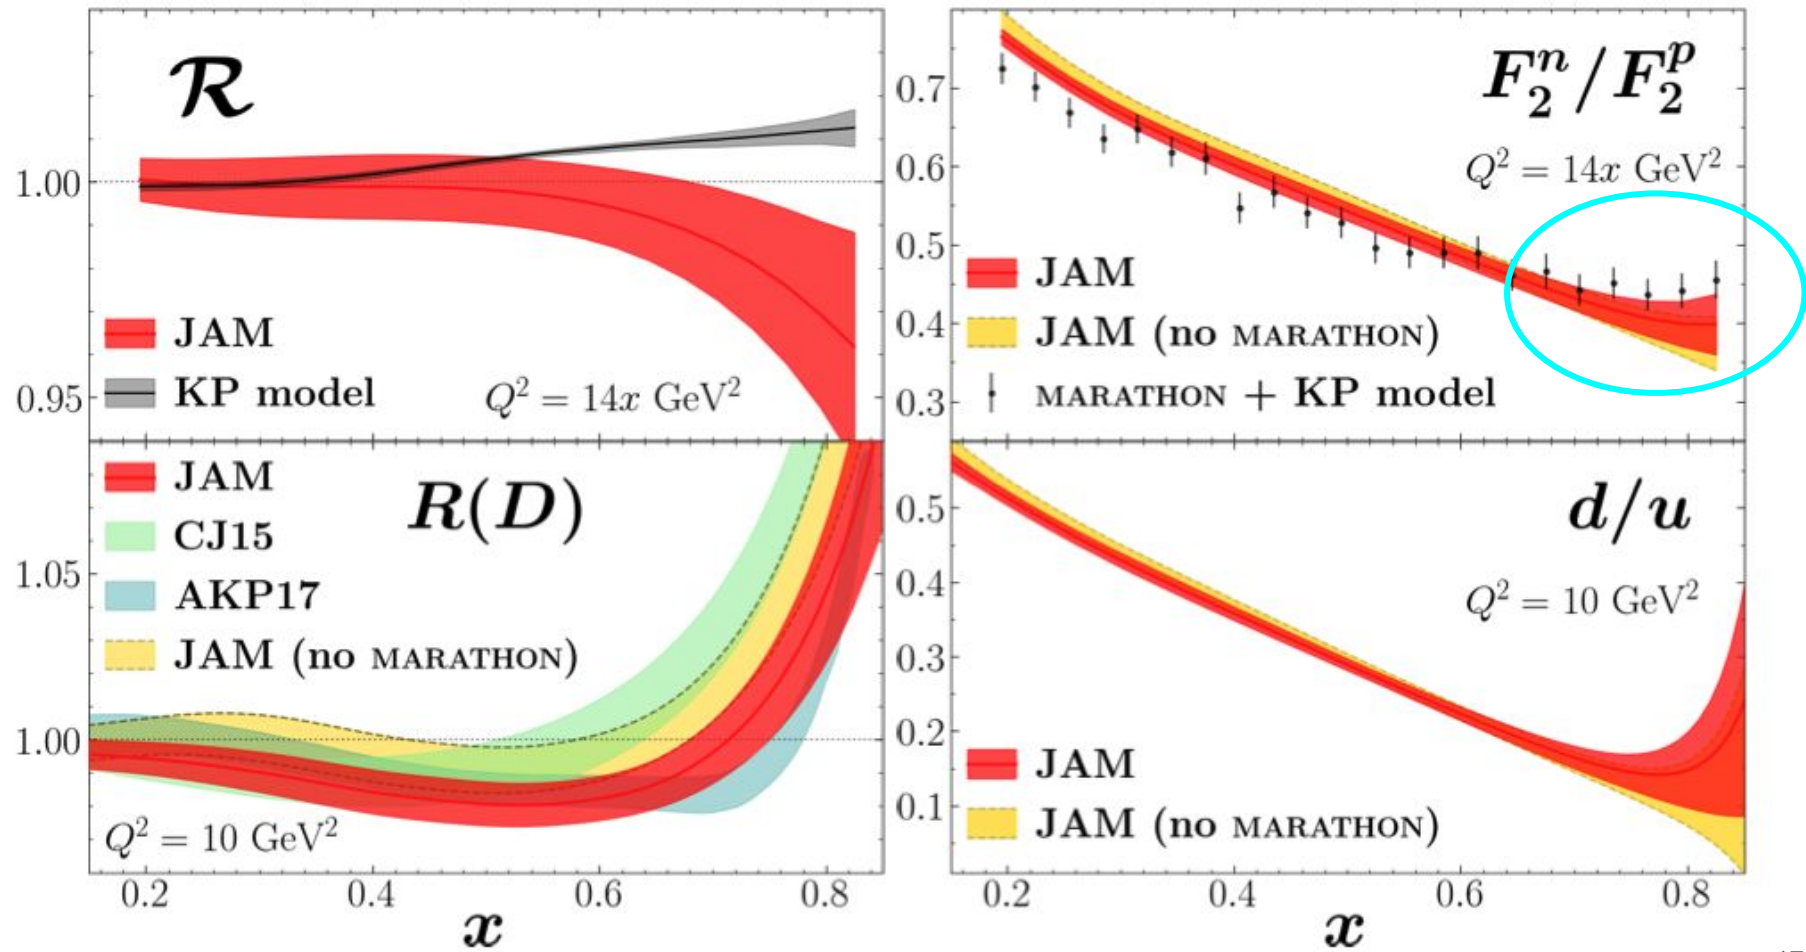 R
1.00
0.95
JAM
KP model
Q² = 14x GeV²
F₂ⁿ/F₂ᵖ
Q² = 14x GeV²
0.7
0.6
0.5
0.4
0.3
JAM
JAM (no MARATHON)
MARATHON + KP model
JAM
CJ15
AKP17
JAM (no MARATHON)
R(D)
1.05
1.00
Q² = 10 GeV²
0.2 0.4 0.6 0.8
x
d/u
Q² = 10 GeV²
0.5
0.4
0.3
0.2
0.1
JAM
JAM (no MARATHON)
0.2 0.4 0.6 0.8
x